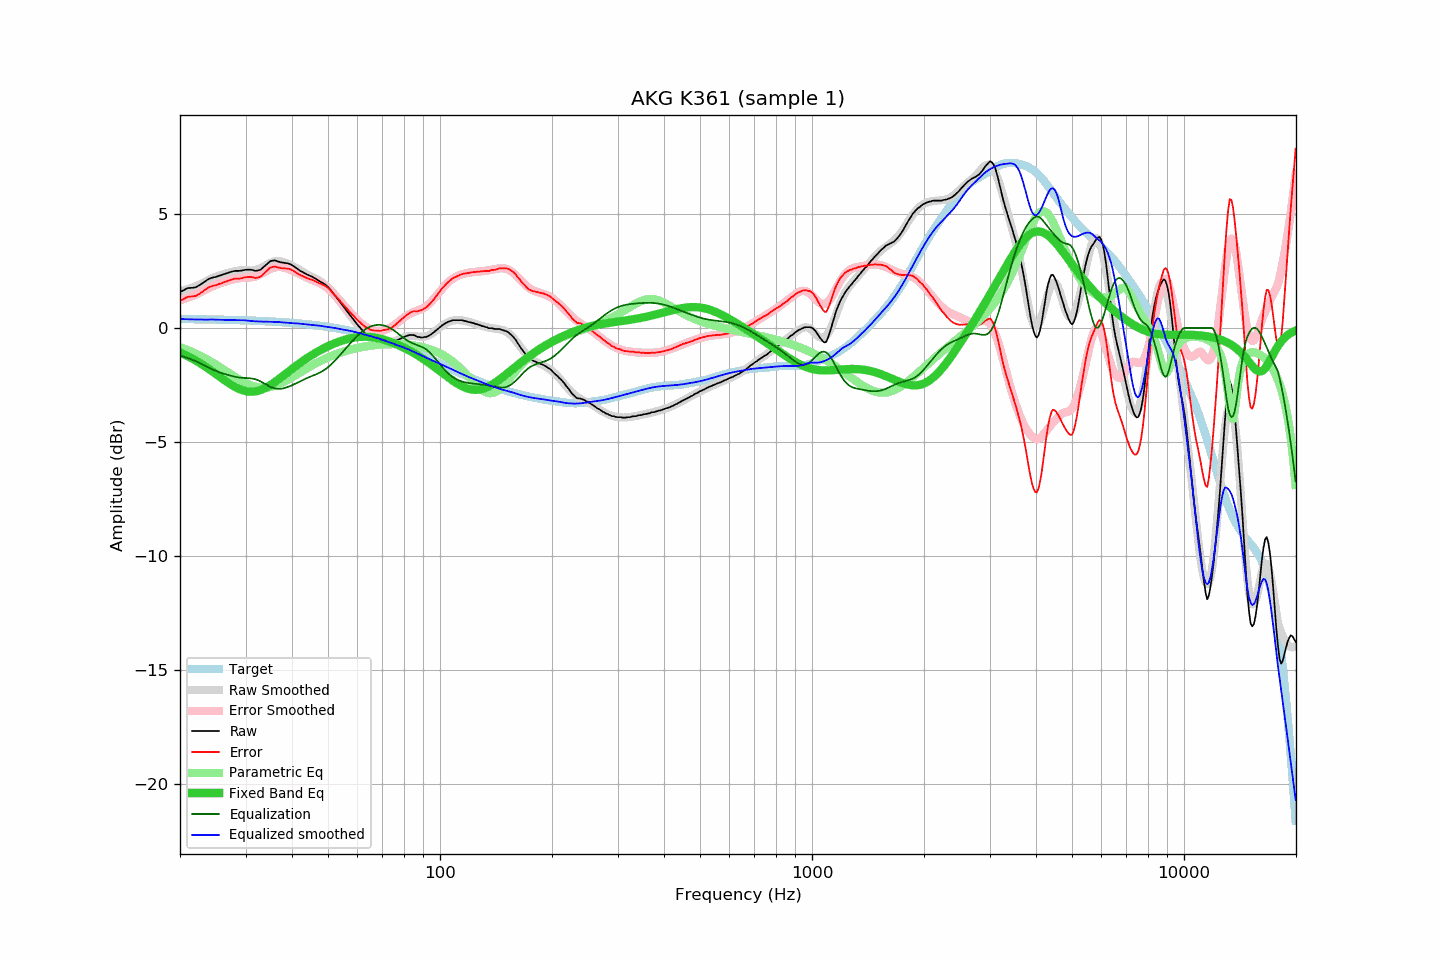 AKG K361 (sample 1)
Amplitude (dBr)
5
0
−5
−10
−15
−20
Target
Raw Smoothed
Error Smoothed
Raw
Error
Parametric Eq
Fixed Band Eq
Equalization
Equalized smoothed
100
1000
10000
Frequency (Hz)